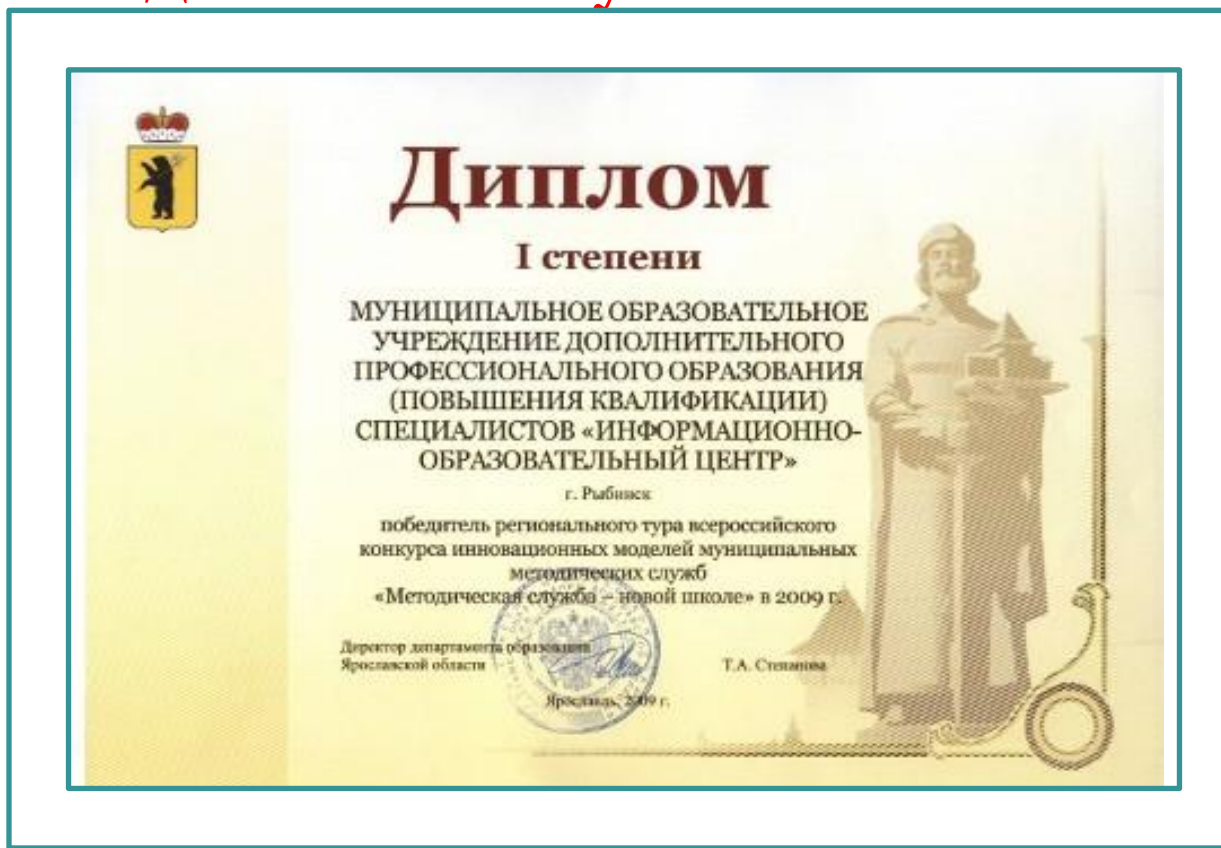 Диплом
I степени
МУНИЦИПАЛЬНОЕ ОБРАЗОВАТЕЛЬНОЕ
УЧРЕЖДЕНИЕ ДОПОЛНИТЕЛЬНОГО
ПРОФЕССИОНАЛЬНОГО ОБРАЗОВАНИЯ
(ПОВЫШЕНИЯ КВАЛИФИКАЦИИ)
СПЕЦИАЛИСТОВ «ИНФОРМАЦИОННО-
ОБРАЗОВАТЕЛЬНЫЙ ЦЕНТР»
г. Рыбинск
победитель регионального тура всероссийского
конкурса инновационных моделей муниципальных
методических служб
«Методическая служба – новой школе» в 2009 г.
Директор департамента образования
Ярославской области
Т.А. Степанова
Ярославль, 2009 г.